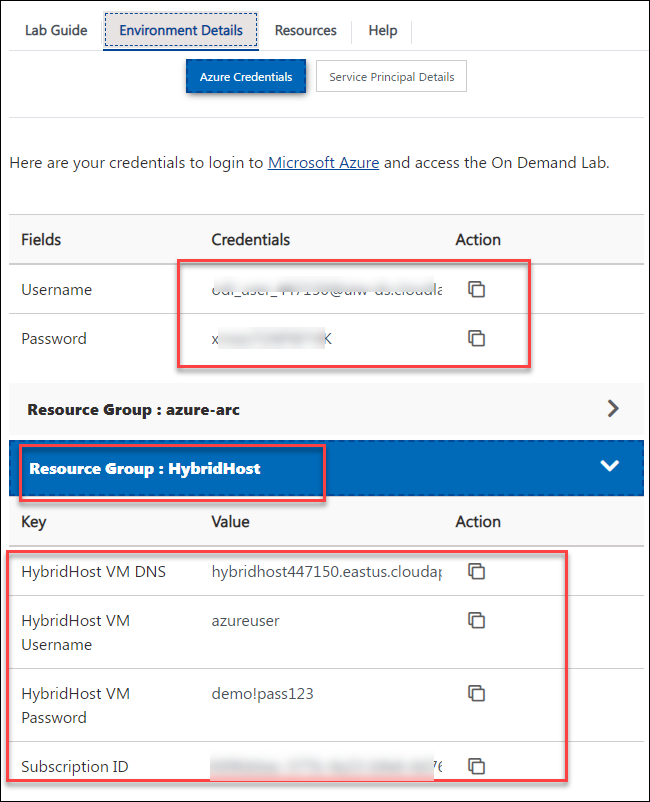 Lab Guide Environment Details Resources Help
Azure Credentials Service Principal Details
Here are your credentials to login to Microsoft Azure and access the On Demand Lab.
Fields Credentials Action
Username
Password x K
Resource Group : azure-arc
Resource Group : HybridHost
Key Value Action
HybridHost VM DNS hybridhost447150.eastus.cloudap
HybridHost VM azureuser
Username
HybridHost VM demo!pass123
Password
Subscription ID